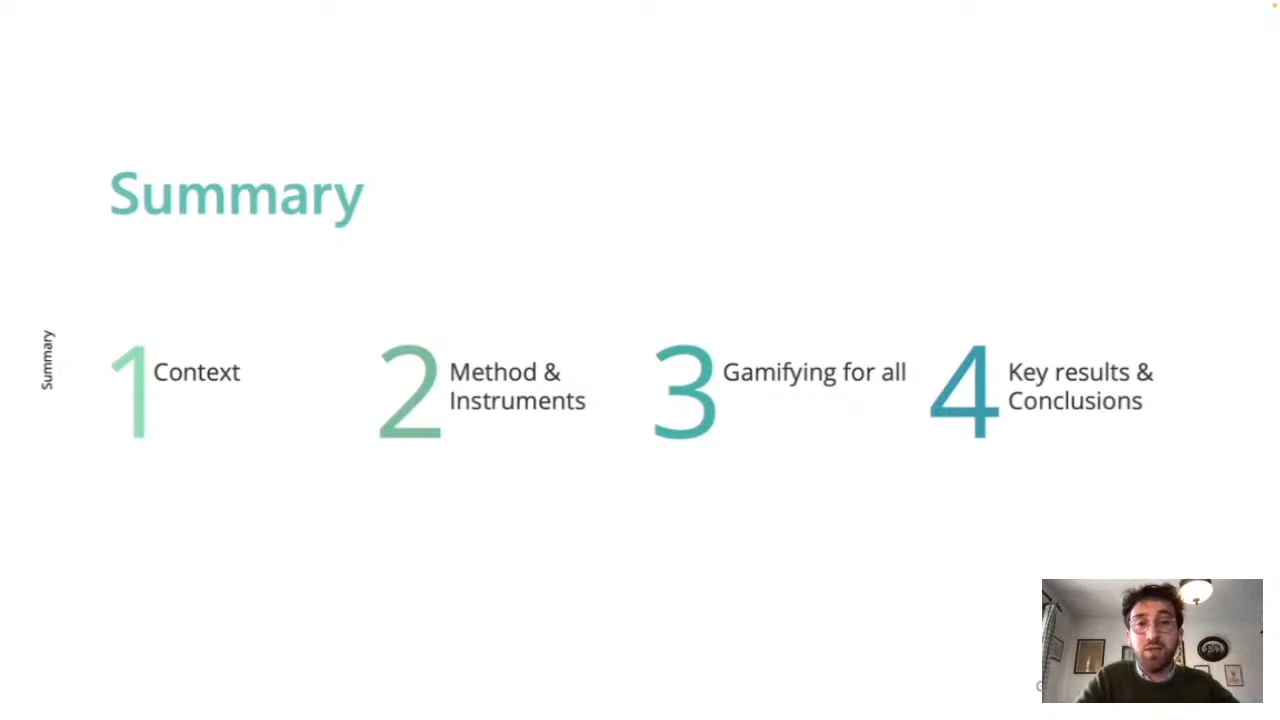 Summary
Summary
1 Context
2 Method &
Instruments
3 Gamifying for all
4 Key results &
Conclusions